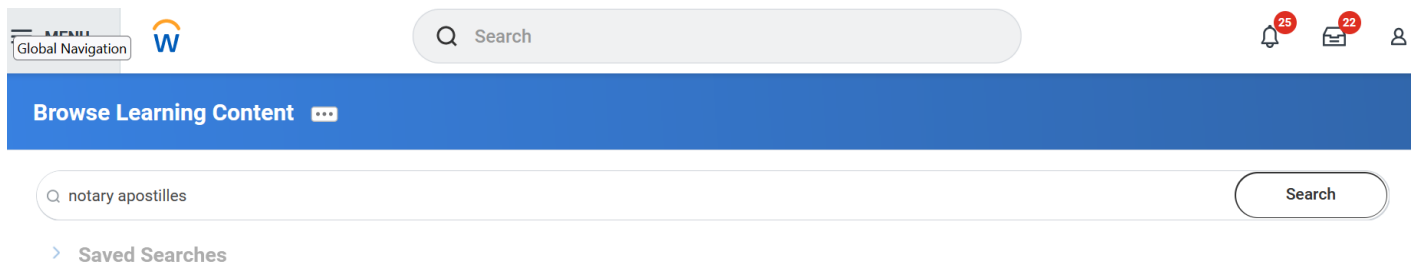 MENU
Global Navigation
W
Search
25
22
Browse Learning Content
notary apostilles
Search
Saved Searches